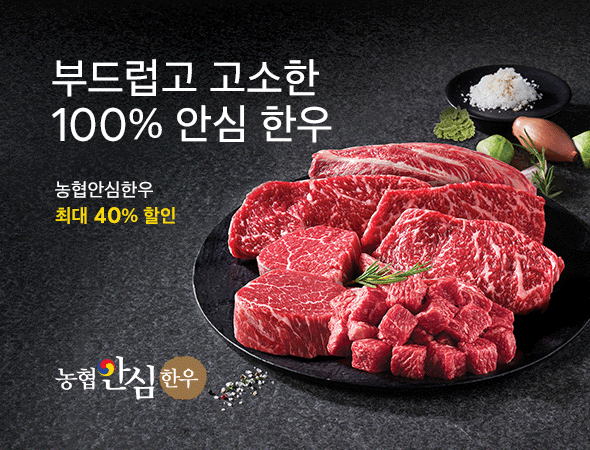 부드럽고 고소한
100% 안심 한우
농협안심한우
최대 40% 할인
농협 안심 한우